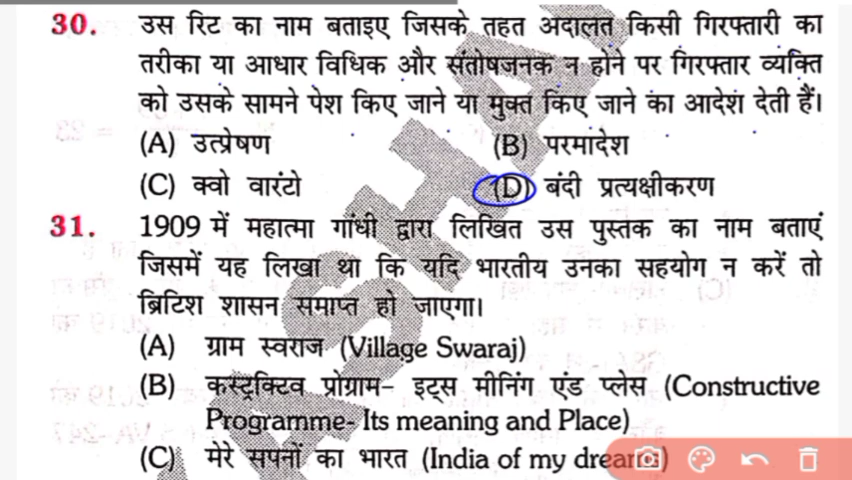 30. उस रिट का नाम बताइए जिसके तहत अदालत किसी गिरफ्तारी का
तरीका या आधार विधिक और संतोषजनक न होने पर गिरफ्तार व्यक्ति
को उसके सामने पेश किए जाने या मुक्त किए जाने का आदेश देती हैं।
(A) उत्प्रेषण (B) परमादेश
(C) क्वो वारंटो (D) बंदी प्रत्यक्षीकरण
31. 1909 में महात्मा गांधी द्वारा लिखित उस पुस्तक का नाम बताएं
जिसमें यह लिखा था कि यदि भारतीय उनका सहयोग न करें तो
ब्रिटिश शासन समाप्त हो जाएगा।
(A) ग्राम स्वराज (Village Swaraj)
(B) कस्ट्रक्टिव प्रोग्राम- इट्स मीनिंग एंड प्लेस (Constructive
Programme- Its meaning and Place)
(C) मेरे सपनों का भारत (India of my dreams)